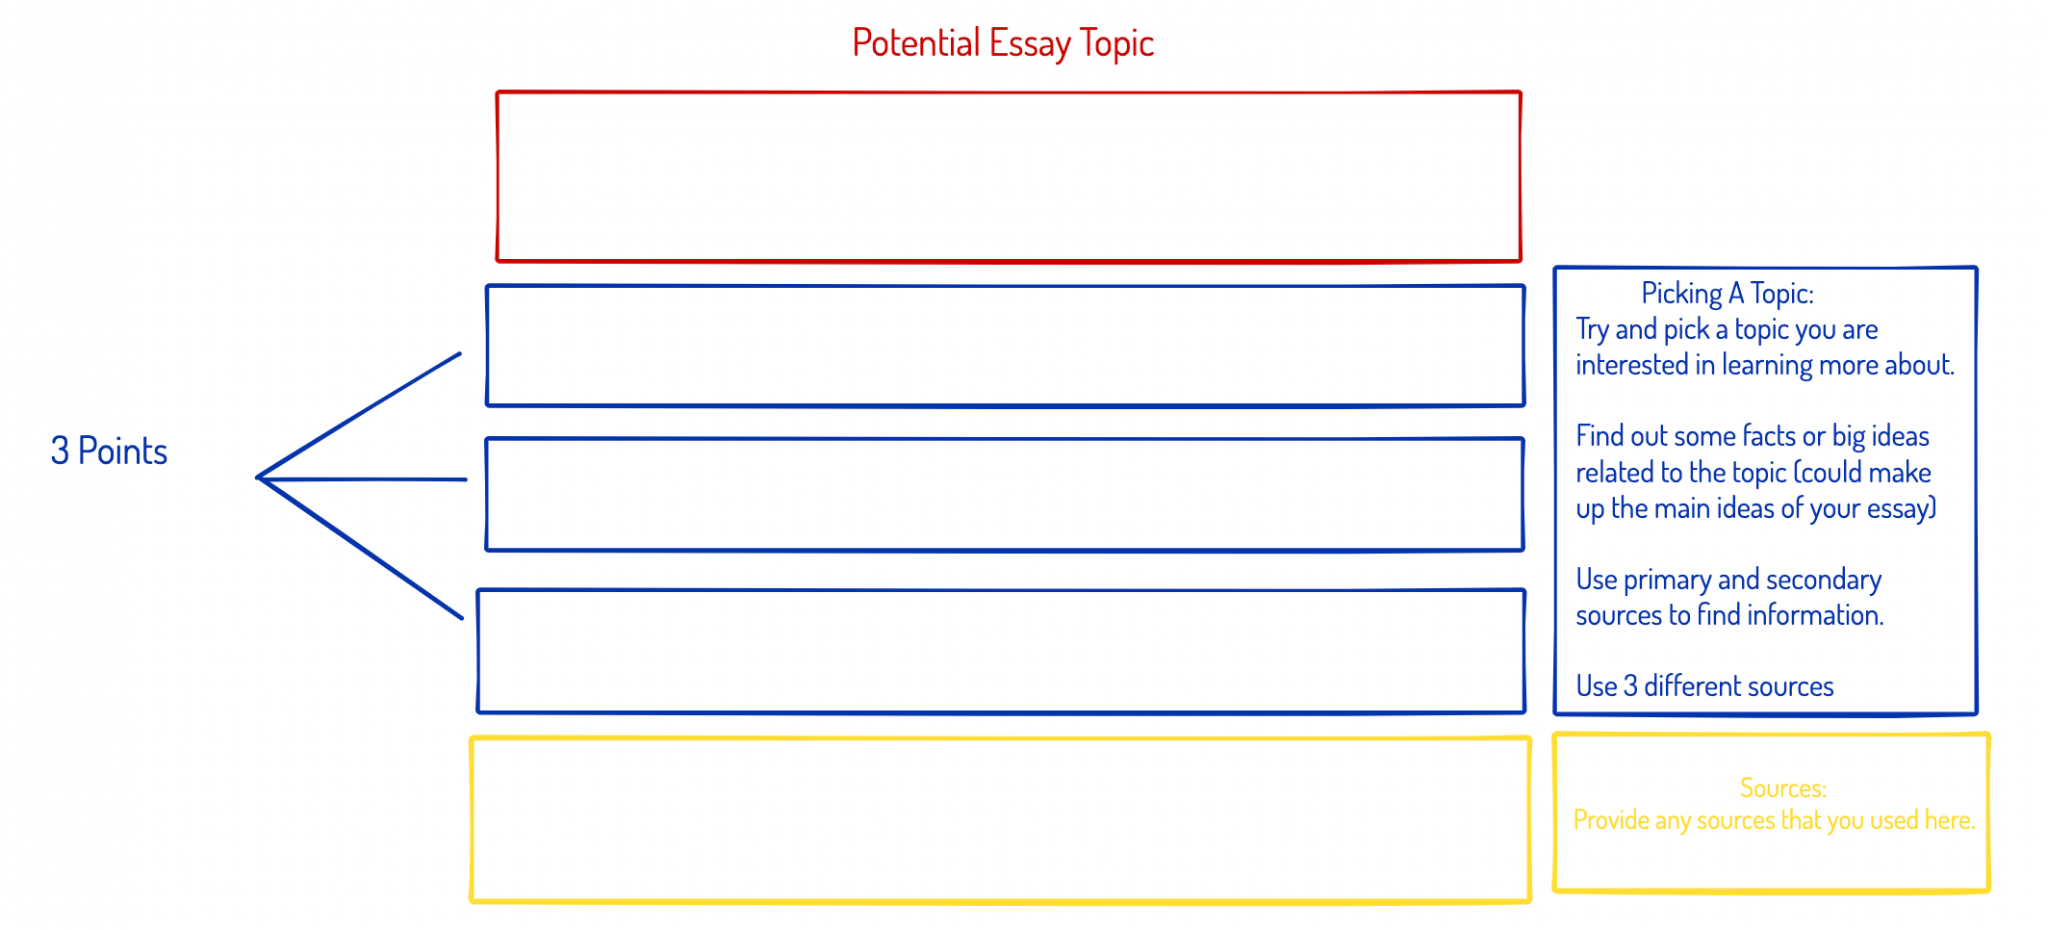 Potential Essay Topic
3 Points
Picking A Topic:
Try and pick a topic you are
interested in learning more about.
Find out some facts or big ideas
related to the topic (could make
up the main ideas of your essay)
Use primary and secondary
sources to find information.
Use 3 different sources
Sources:
Provide any sources that you used here.